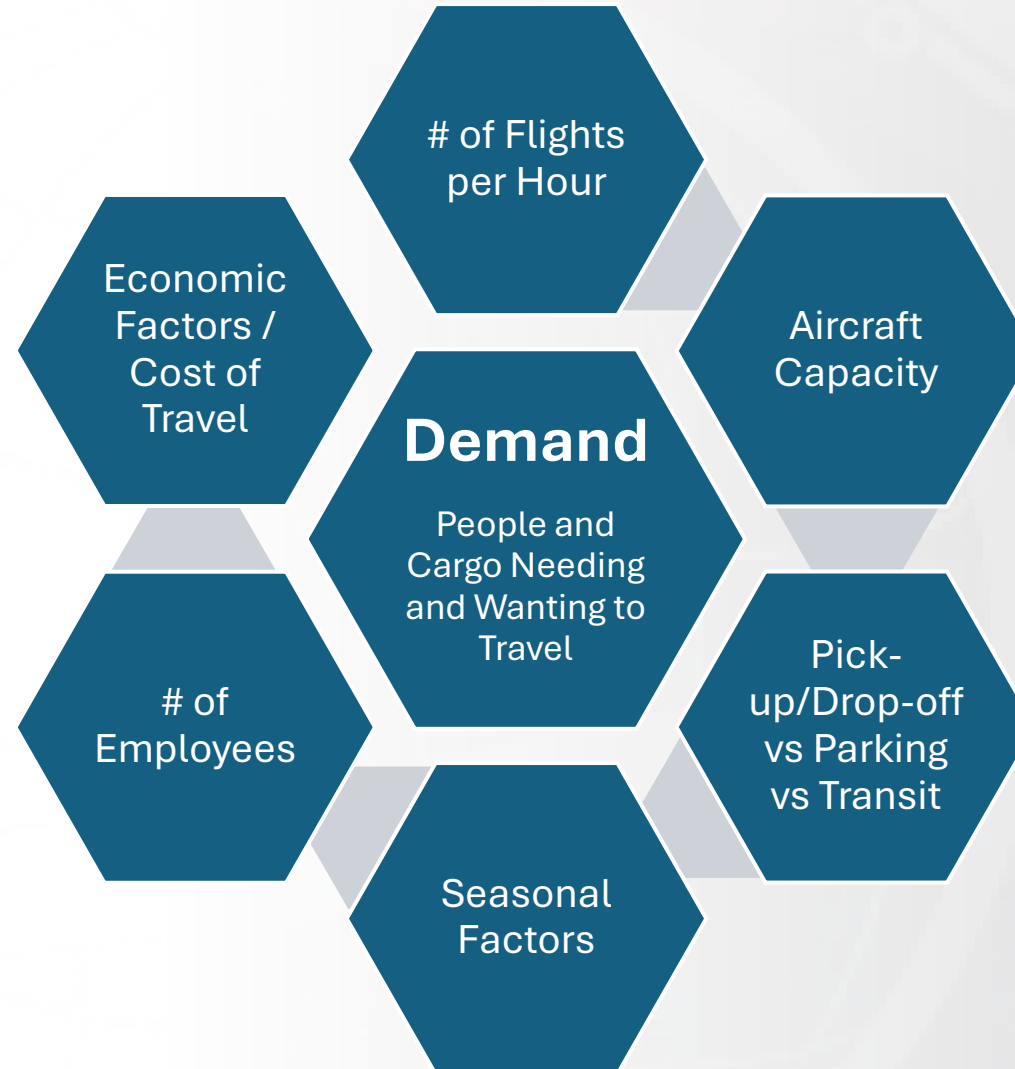 # of Flights
per Hour
Economic
Factors /
Cost of
Travel
Aircraft
Capacity
Demand
People and
Cargo Needing
and Wanting to
Travel
# of
Employees
Pick-
up/Drop-off
vs Parking
vs Transit
Seasonal
Factors